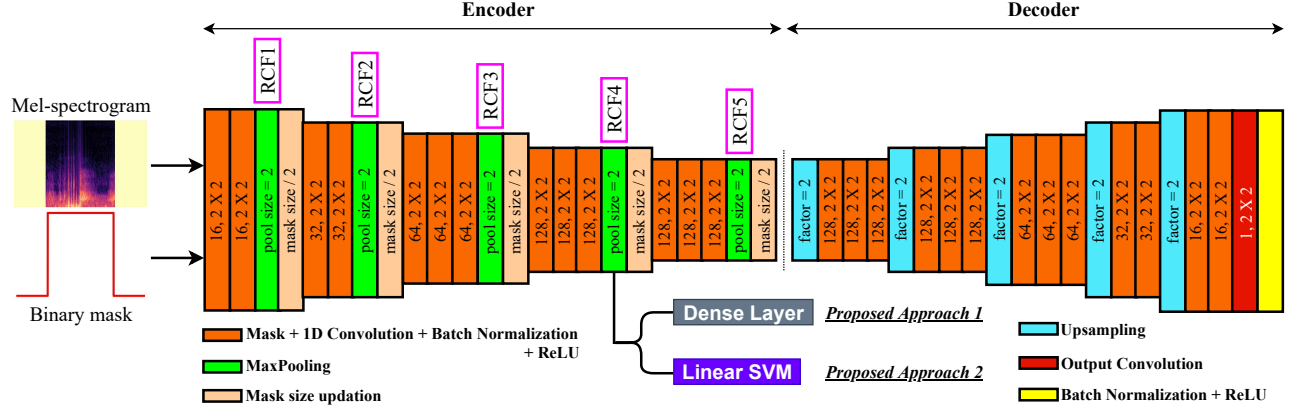 Encoder
Decoder
RCF1
RCF2
RCF3
RCF4
RCF5
Mel-spectrogram
Binary mask
16, 2 X 2
16, 2 X 2
pool size = 2
mask size / 2
32, 2 X 2
32, 2 X 2
pool size = 2
mask size / 2
64, 2 X 2
64, 2 X 2
64, 2 X 2
pool size = 2
mask size / 2
128, 2 X 2
128, 2 X 2
128, 2 X 2
pool size = 2
mask size / 2
128, 2 X 2
128, 2 X 2
128, 2 X 2
pool size = 2
mask size / 2
factor = 2
128, 2 X 2
128, 2 X 2
128, 2 X 2
factor = 2
128, 2 X 2
128, 2 X 2
128, 2 X 2
factor = 2
64, 2 X 2
64, 2 X 2
64, 2 X 2
factor = 2
32, 2 X 2
32, 2 X 2
factor = 2
16, 2 X 2
16, 2 X 2
1, 2 X 2
Mask + 1D Convolution + Batch Normalization
+ ReLU
MaxPooling
Mask size updation
Dense Layer
Proposed Approach 1
Linear SVM
Proposed Approach 2
Upsampling
Output Convolution
Batch Normalization + ReLU